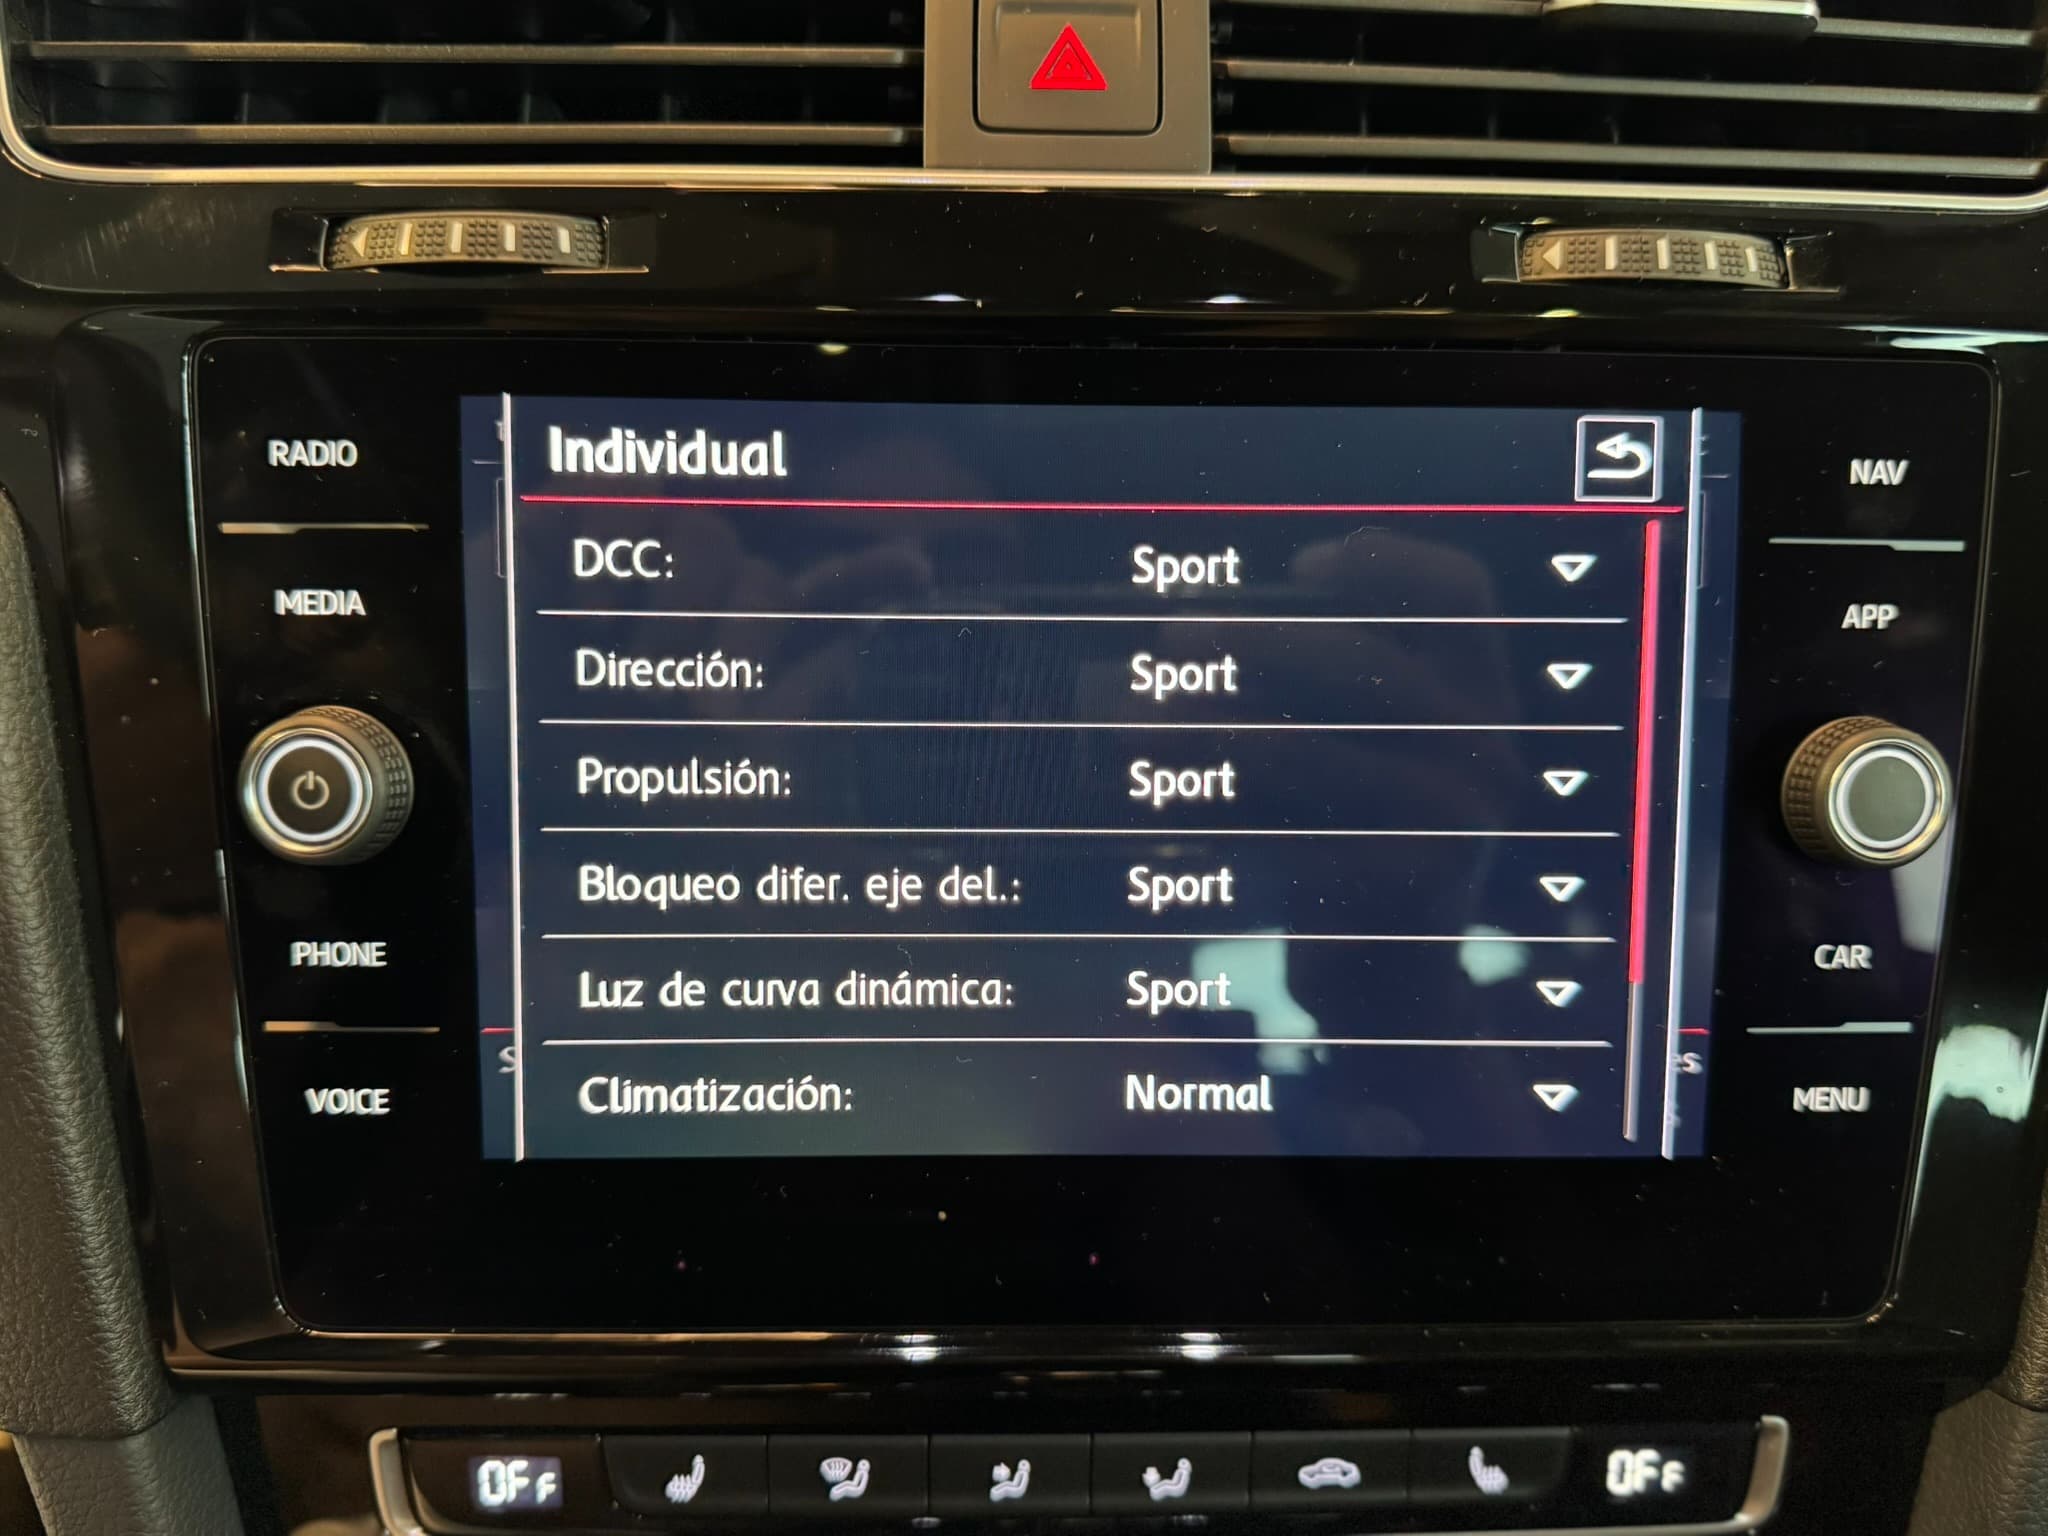 Individual
RADIO
NAV
DCC: Sport
MEDIA
APP
Dirección: Sport
Propulsión: Sport
Bloqueo difer. eje del.: Sport
PHONE
CAR
Luz de curva dinámica: Sport
VOICE
MENU
Climatización: Normal
OFF
OFF